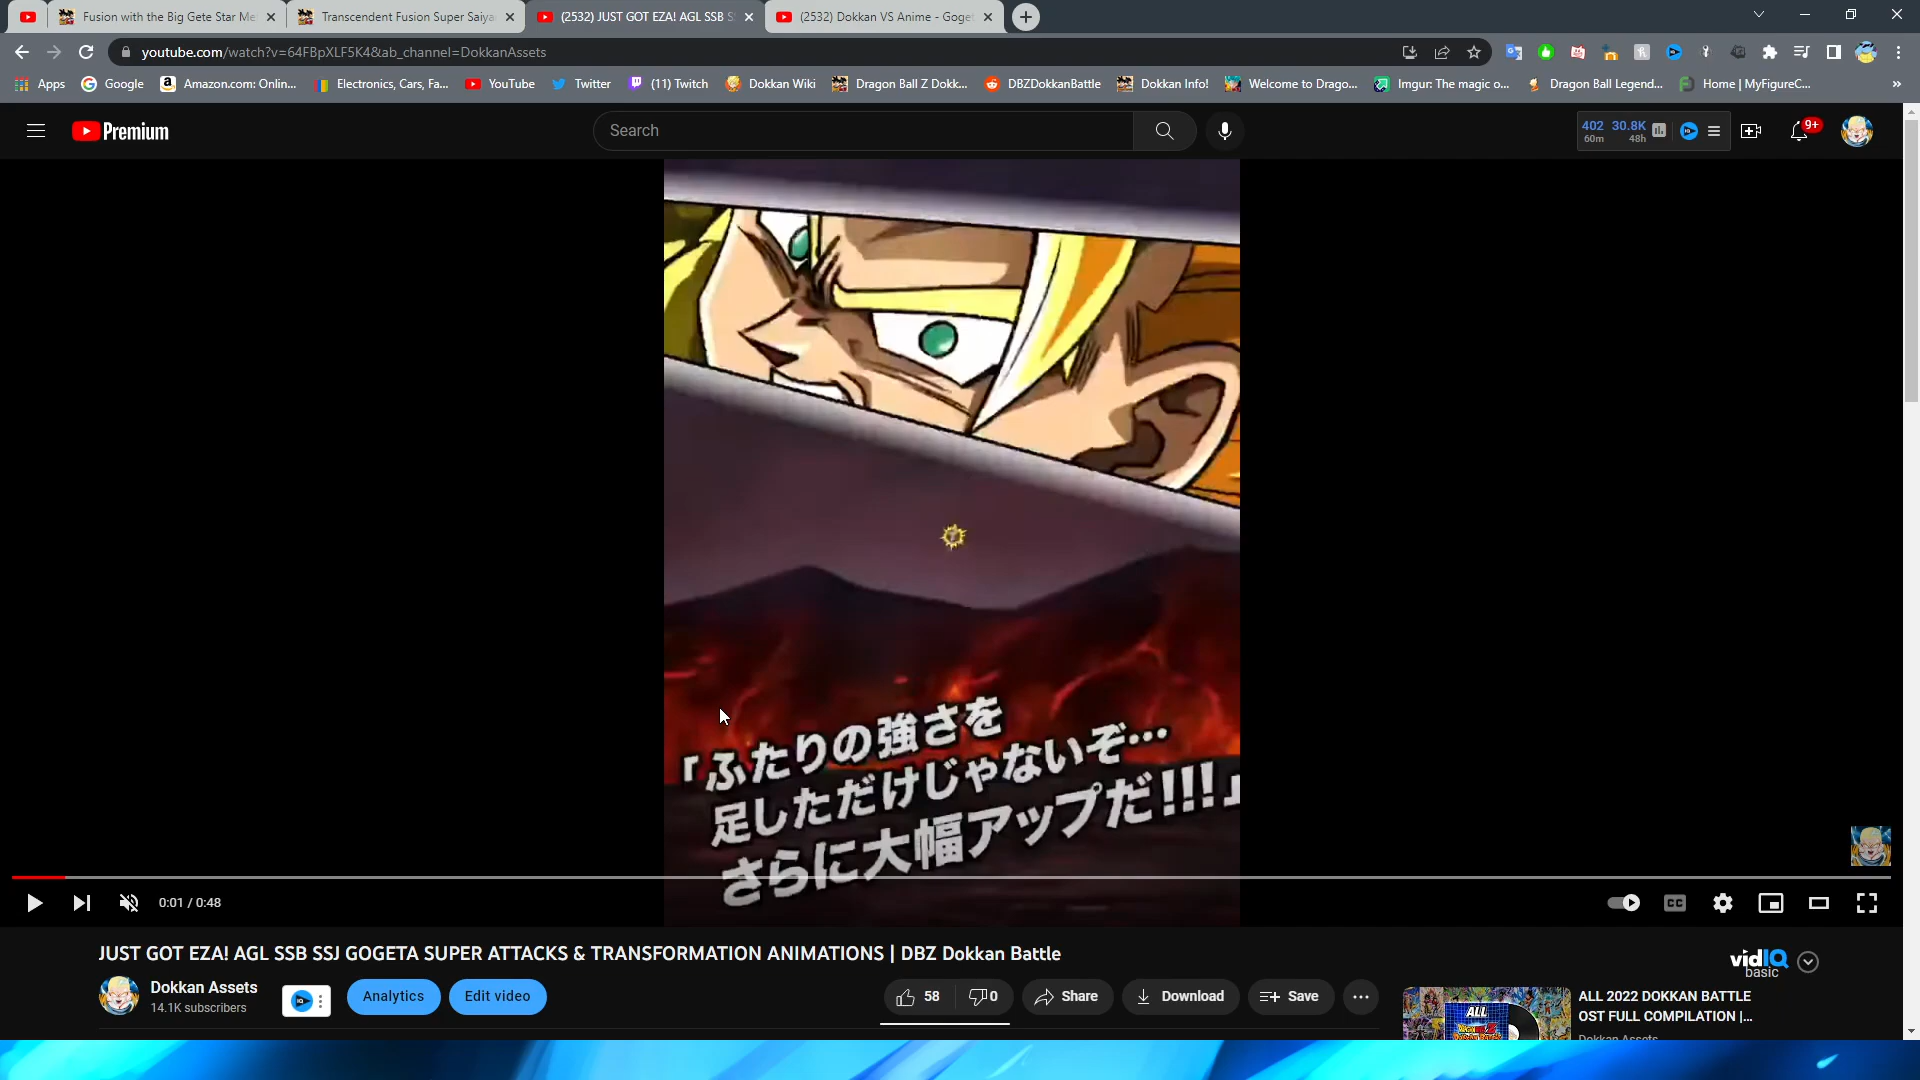 Fusion with the Big Gete Star Me
Transcendent Fusion Super Saiya
(2532) JUST GOT EZA! AGL SSB S
(2532) Dokkan VS Anime - Goge
youtube.com/watch?v=64FBpXLF5K4&ab_channel=DokkanAssets
Apps
Google
Amazon.com: Onlin...
Electronics, Cars, Fa...
YouTube
Twitter
(11) Twitch
Dokkan Wiki
Dragon Ball Z Dokk...
DBZDokkanBattle
Dokkan Info!
Welcome to Drago...
Imgur: The magic o...
Dragon Ball Legend...
Home | MyFigureC...
»
Premium
Search
402 30.8K
60m 48h
9+
「ふたりの強さを
足しただけじゃないぞ…
さらに大幅アップだ!!!」
0:01 / 0:48
CC
JUST GOT EZA! AGL SSB SSJ GOGETA SUPER ATTACKS & TRANSFORMATION ANIMATIONS | DBZ Dokkan Battle
vidIQ
basic
Dokkan Assets
14.1K subscribers
Analytics
Edit video
58
0
Share
Download
Save
ALL
ALL 2022 DOKKAN BATTLE
OST FULL COMPILATION |...
Dokkan Assets